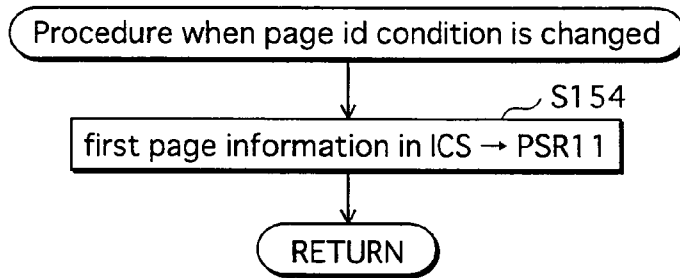 Procedure when page id condition is changed
S154
first page information in ICS → PSR11
RETURN